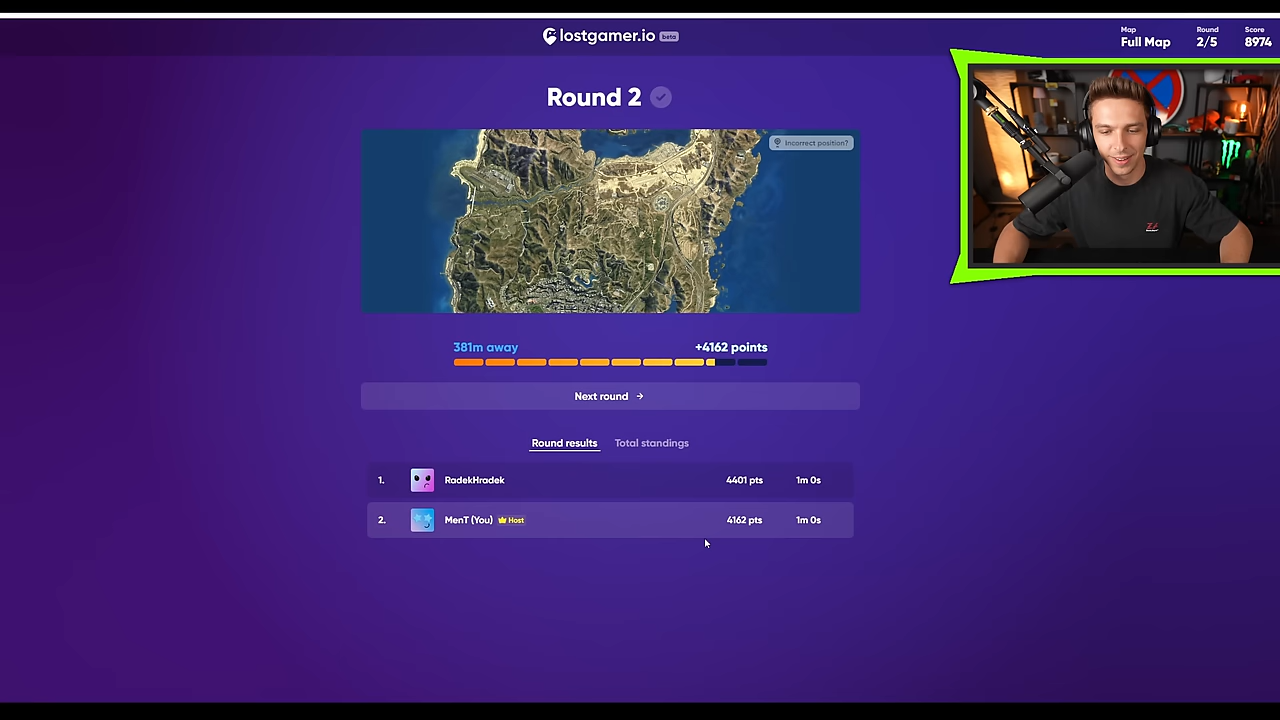 lostgamer.io beta
Map
Full Map
Round
2/5
Score
8974
Round 2
Incorrect position?
381m away
+4162 points
Next round →
Round results
Total standings
1. RadekHradek 4401 pts 1m 0s
2. MenT (You) Host 4162 pts 1m 0s